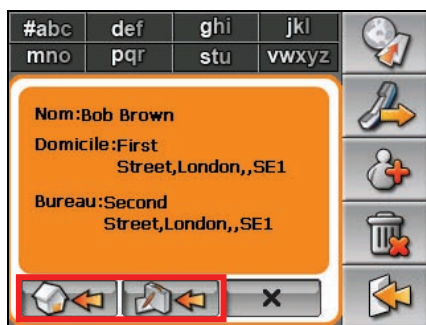 #abc def ghi jkl
mno pqr stu vwxyz
Nom:Bob Brown
Domicile:First
Street,London,,SE1
Bureau:Second
Street,London,,SE1